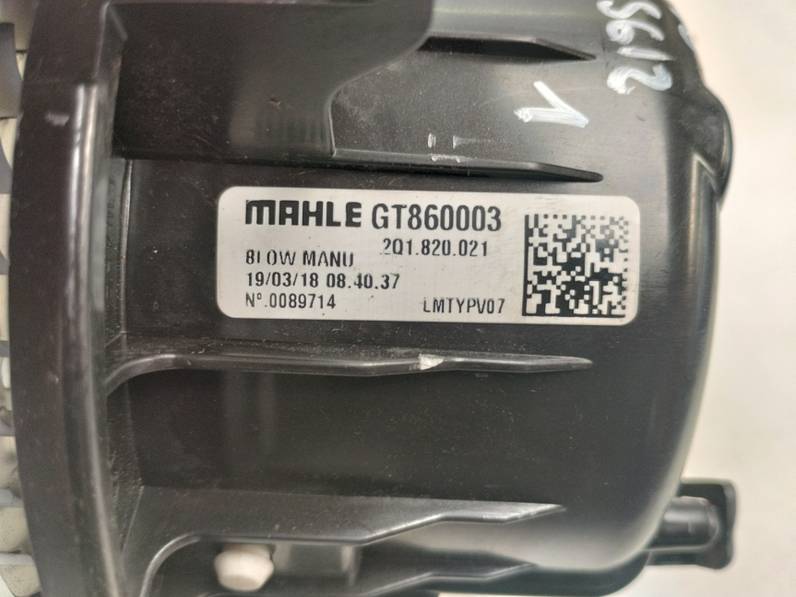 MAHLE GT860003
2Q1.820.021
BLOW MANU
19/03/18 08.40.37
N°.0089714 LMTYPV07